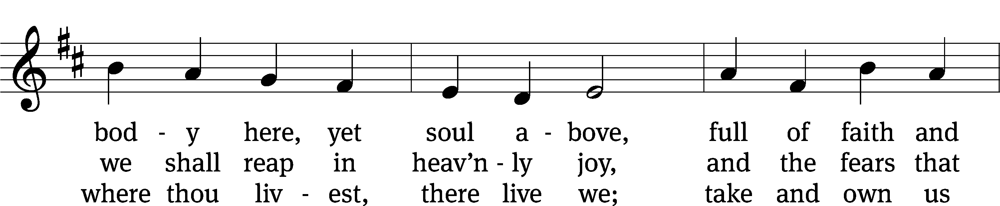 bod - y here, yet soul a - bove, full of faith and
we shall reap in heav’n - ly joy, and the fears that
where thou liv - est, there live we; take and own us